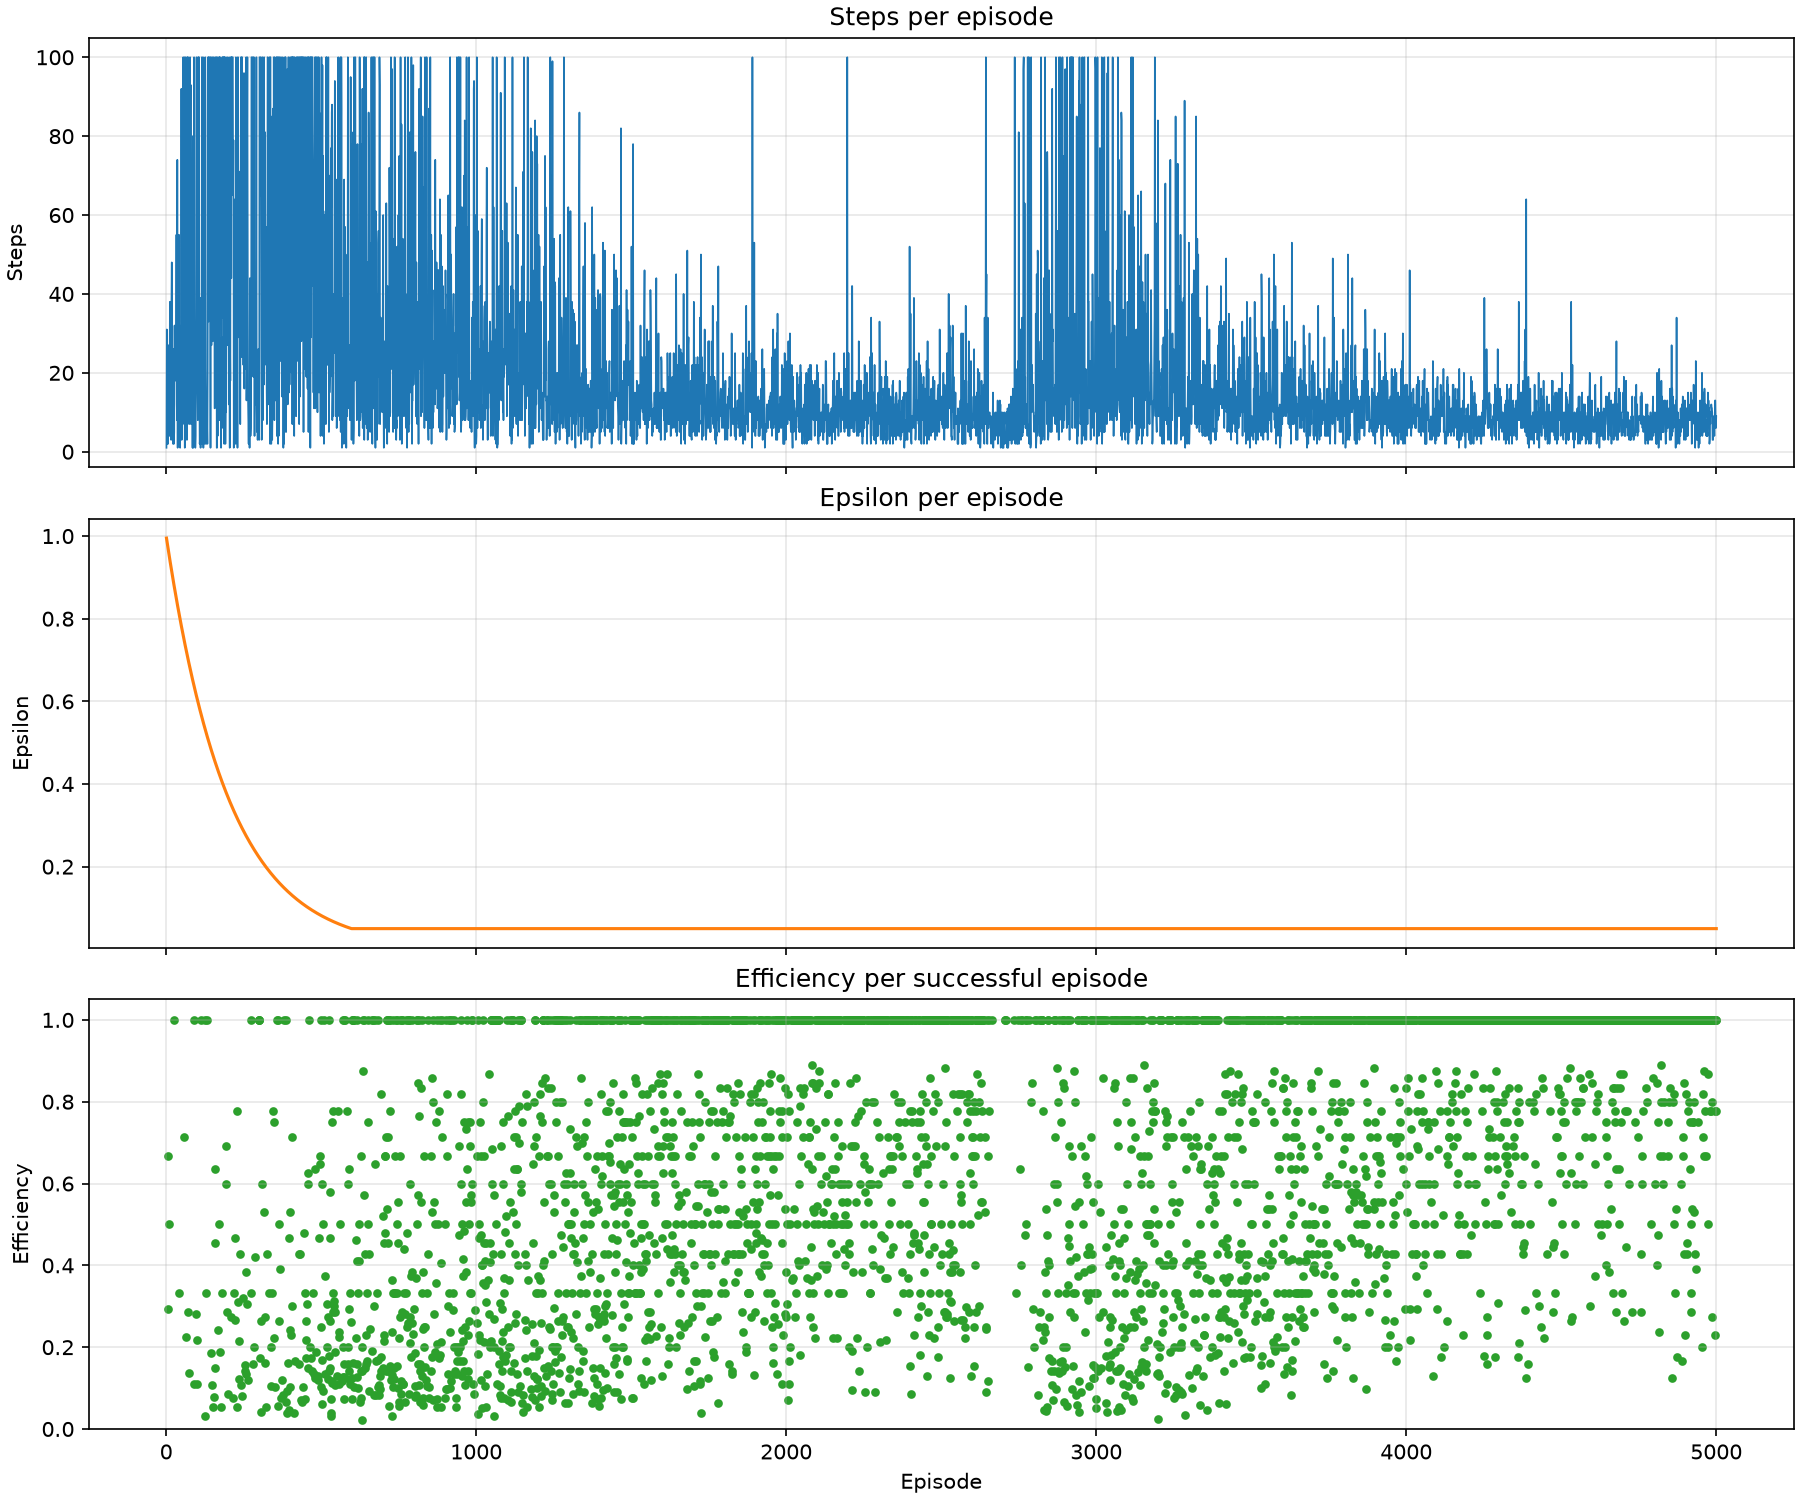 Steps per episode
100
80
60
40
20
0
Steps
Epsilon per episode
1.0
0.8
0.6
0.4
0.2
Epsilon
Efficiency per successful episode
1.0
0.8
0.6
0.4
0.2
0.0
Efficiency
0 1000 2000 3000 4000 5000
Episode